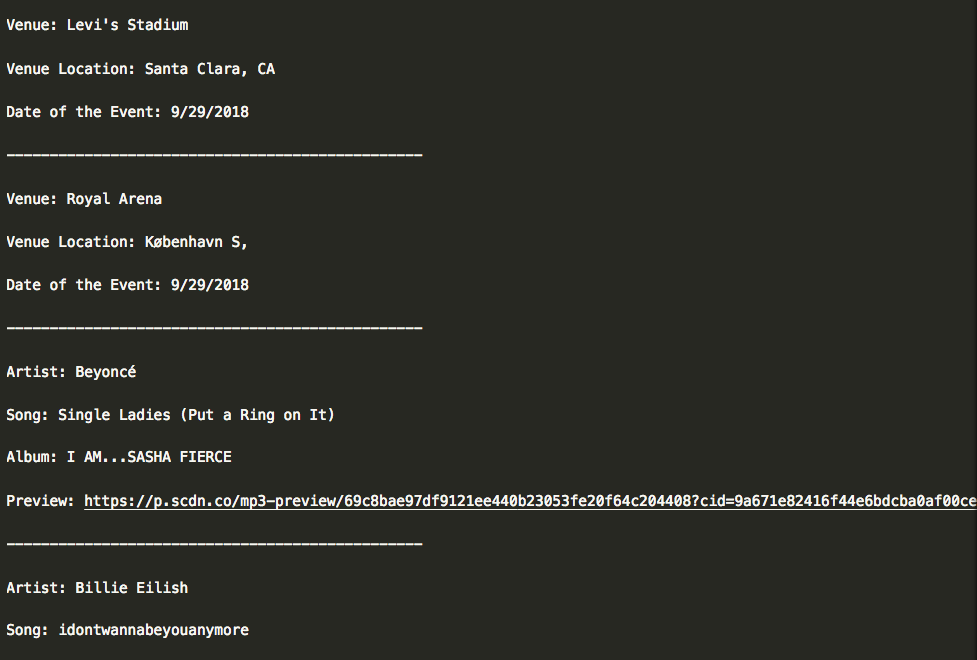 Venue: Levi's Stadium
Venue Location: Santa Clara, CA
Date of the Event: 9/29/2018
------------------------------------------------
Venue: Royal Arena
Venue Location: København S,
Date of the Event: 9/29/2018
------------------------------------------------
Artist: Beyoncé
Song: Single Ladies (Put a Ring on It)
Album: I AM...SASHA FIERCE
Preview: https://p.scdn.co/mp3-preview/69c8bae97df9121ee440b23053fe20f64c204408?cid=9a671e82416f44e6bdcba0af00ce
------------------------------------------------
Artist: Billie Eilish
Song: idontwannabeyouanymore